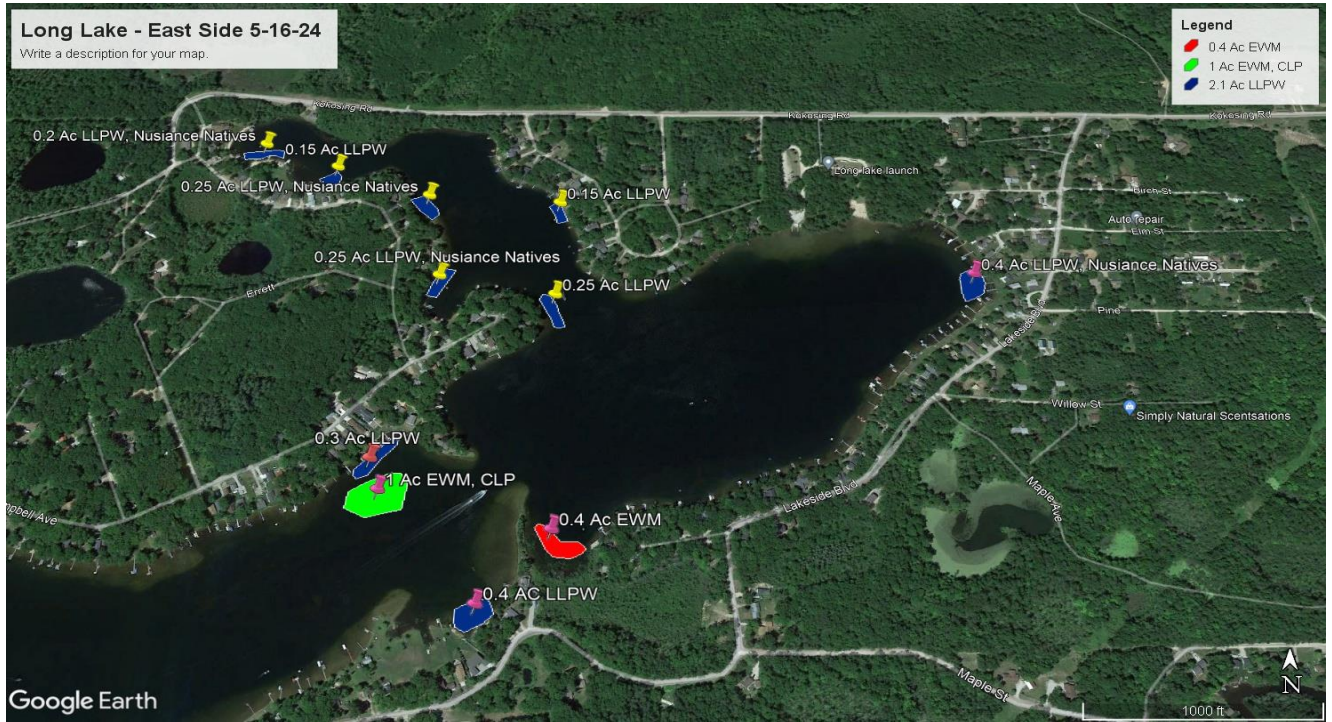 Long Lake - East Side 5-16-24
Write a description for your map.
Legend
0.4 Ac EWM
1 Ac EWM, CLP
2.1 Ac LLPW
Kokosing Rd
Kokosing Rd
Kokosing Rd
0.2 Ac LLPW, Nusiance Natives
0.15 Ac LLPW
0.25 Ac LLPW, Nusiance Natives
0.15 Ac LLPW
Long lake launch
Birch St
Auto repair
Elm St
0.25 Ac LLPW, Nusiance Natives
0.4 Ac LLPW, Nusiance Natives
Errett
0.25 Ac LLPW
Pine
Lakeside Blvd
Willow St
Simply Natural Scentsations
0.3 Ac LLPW
1 Ac EWM, CLP
Maple Ave
Lakeside Blvd
mpbell Ave
0.4 Ac EWM
0.4 AC LLPW
Maple St
N
Google Earth
1000 ft